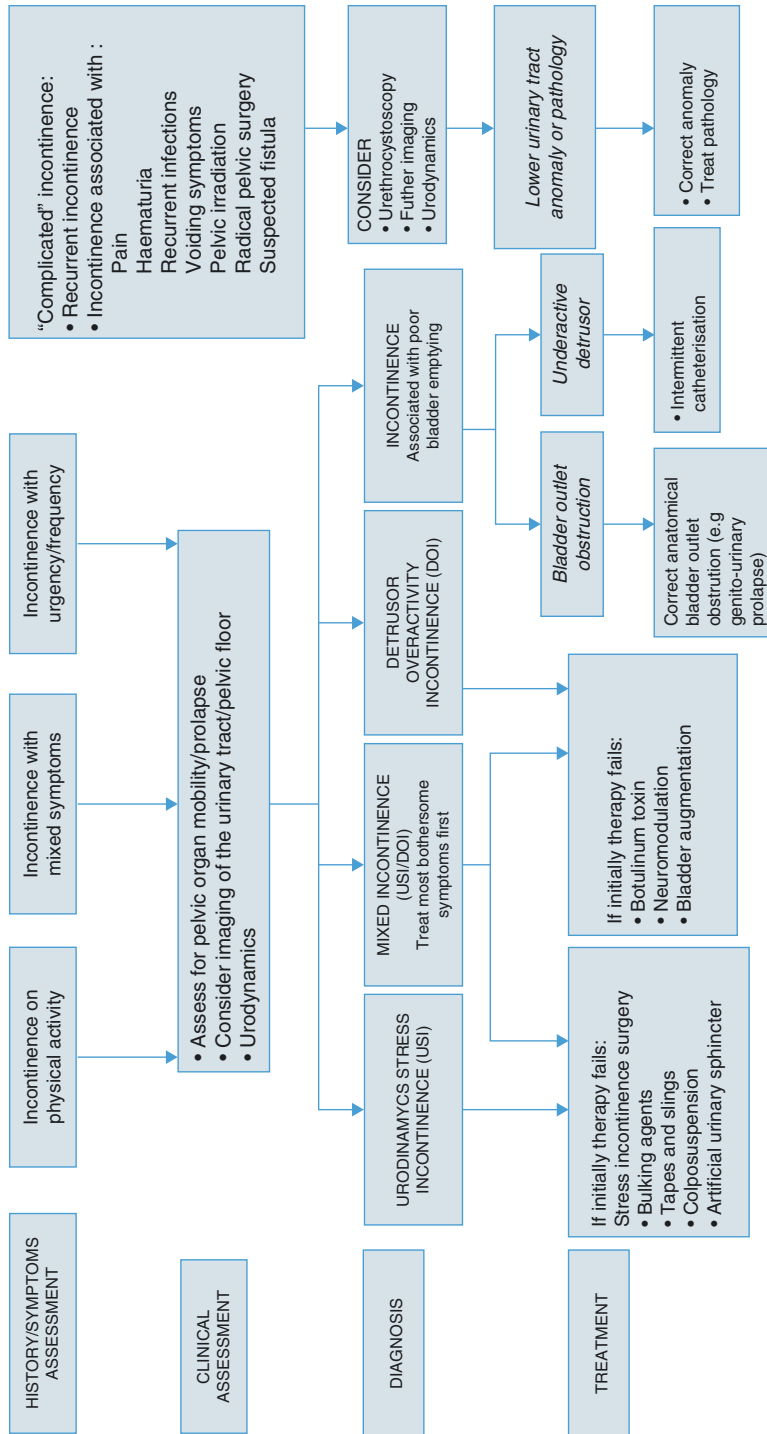 HISTORY/SYMPTOMS
ASSESSMENT
Incontinence on
physical activity
Incontinence with
mixed symptoms
Incontinence with
urgency/frequency
"Complicated" incontinence:
• Recurrent incontinence
• Incontinence associated with :
Pain
Haematuria
Recurrent infections
Voiding symptoms
Pelvic irradiation
Radical pelvic surgery
Suspected fistula
CLINICAL
ASSESSMENT
• Assess for pelvic organ mobility/prolapse
• Consider imaging of the urinary tract/pelvic floor
• Urodynamics
DIAGNOSIS
URODINAMYCS STRESS
INCONTINENCE (USI)
MIXED INCONTINENCE
(USI/DOI)
Treat most bothersome
symptoms first
DETRUSOR
OVERACTIVITY
INCONTINENCE (DOI)
INCONTINENCE
Associated with poor
bladder emptying
CONSIDER
• Urethrocystoscopy
• Futher imaging
• Urodynamics
Bladder outlet
obstruction
Underactive
detrusor
Lower urinary tract
anomaly or pathology
TREATMENT
If initially therapy fails:
Stress incontinence surgery
• Bulking agents
• Tapes and slings
• Colposuspension
• Artificial urinary sphincter
If initially therapy fails:
• Botulinum toxin
• Neuromodulation
• Bladder augmentation
Correct anatomical
bladder outlet
obstrution (e.g
genito-urinary
prolapse)
• Intermittent
catheterisation
• Correct anomaly
• Treat pathology